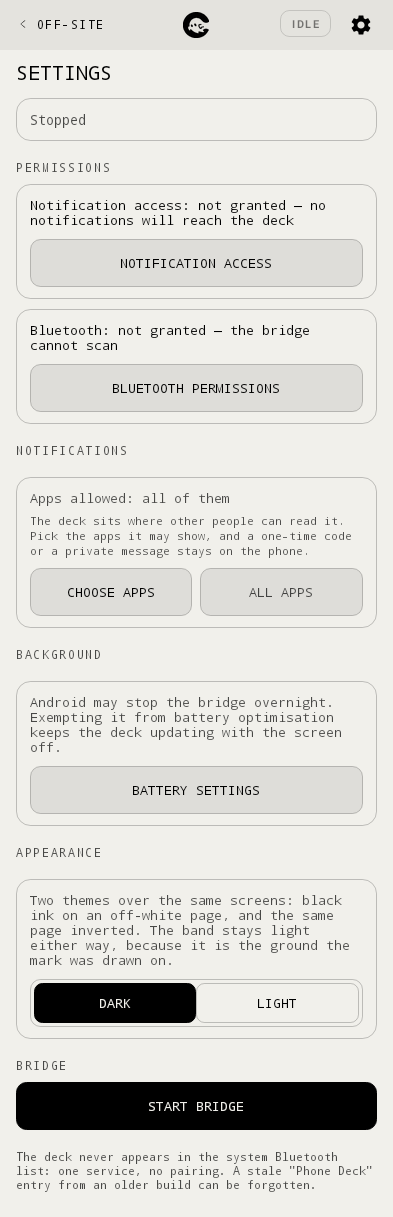 OFF-SITE
IDLE
SETTINGS
Stopped
PERMISSIONS
Notification access: not granted — no
notifications will reach the deck
NOTIFICATION ACCESS
Bluetooth: not granted — the bridge
cannot scan
BLUETOOTH PERMISSIONS
NOTIFICATIONS
Apps allowed: all of them
The deck sits where other people can read it.
Pick the apps it may show, and a one-time code
or a private message stays on the phone.
CHOOSE APPS
ALL APPS
BACKGROUND
Android may stop the bridge overnight.
Exempting it from battery optimisation
keeps the deck updating with the screen
off.
BATTERY SETTINGS
APPEARANCE
Two themes over the same screens: black
ink on an off-white page, and the same
page inverted. The band stays light
either way, because it is the ground the
mark was drawn on.
DARK
LIGHT
BRIDGE
START BRIDGE
The deck never appears in the system Bluetooth
list: one service, no pairing. A stale "Phone Deck"
entry from an older build can be forgotten.